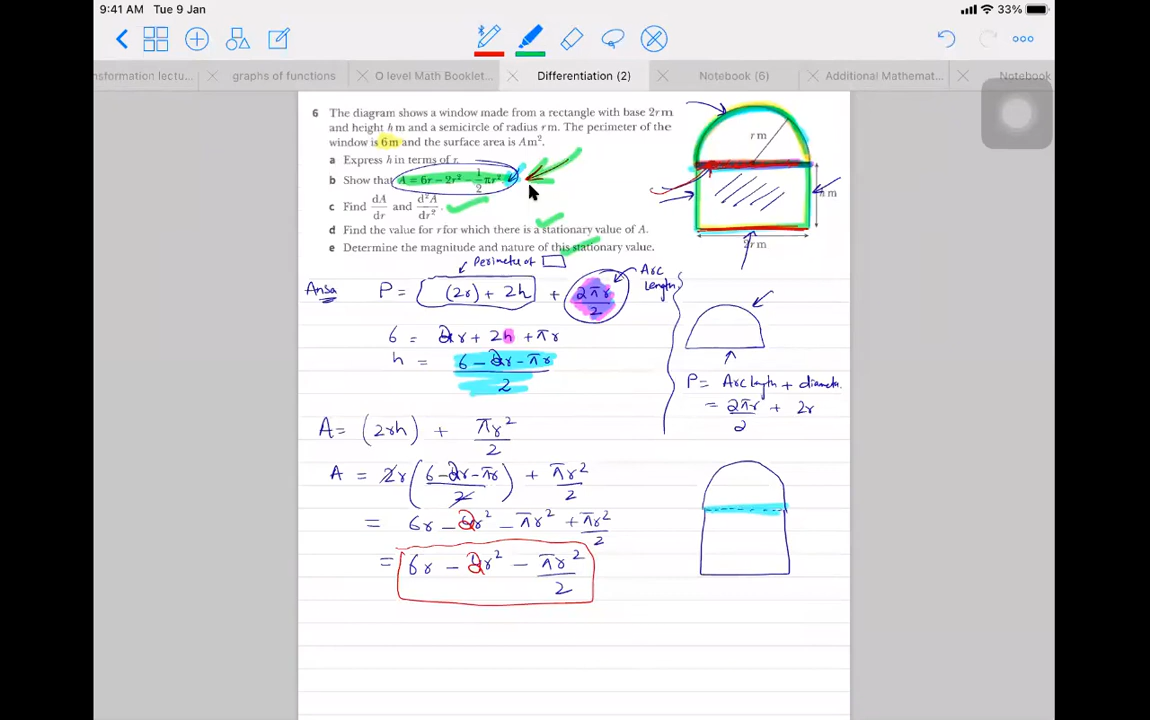 9:41 AM Tue 9 Jan
33%
nsformation lectu...
graphs of functions
O level Math Booklet...
Differentiation (2)
Notebook (6)
Additional Mathemat...
Notebook
6 The diagram shows a window made from a rectangle with base 2r m
and height h m and a semicircle of radius r m. The perimeter of the
window is 6 m and the surface area is A m².
a Express h in terms of r.
b Show that A = 6r − 2r² − 1/2 πr².
c Find dA/dr and d²A/dr².
d Find the value for r for which there is a stationary value of A.
e Determine the magnitude and nature of this stationary value.
r m
h m
2r m
Perimeter of
Arc
length
P = (2r) + 2h + 2πr/2
6 = 2r + 2h + πr
h = 6 − 2r − πr / 2
P = Arc length + diameter.
= 2πr/2 + 2r
A = (2rh) + πr²/2
A = 2r(6−2r−πr / 2) + πr²/2
= 6r − 2r² − πr² + πr²/2
= 6r − 2r² − πr²/2